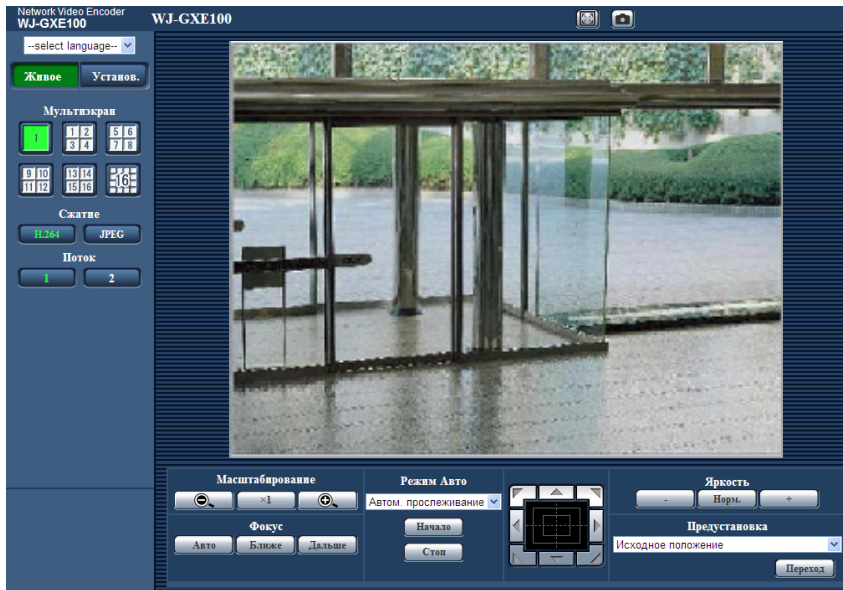 Network Video Encoder
WJ-GXE100
WJ-GXE100
--select language--
Живое Установ.
Мультиэкран
1
1 2
3 4
5 6
7 8
9 10
11 12
13 14
15 16
16
Сжатие
H.264 JPEG
Поток
1 2
Масштабирование
×1
Фокус
Авто Ближе Дальше
Режим Авто
Автом. прослеживание
Начало
Стоп
Яркость
- Норм. +
Предустановка
Исходное положение
Переход